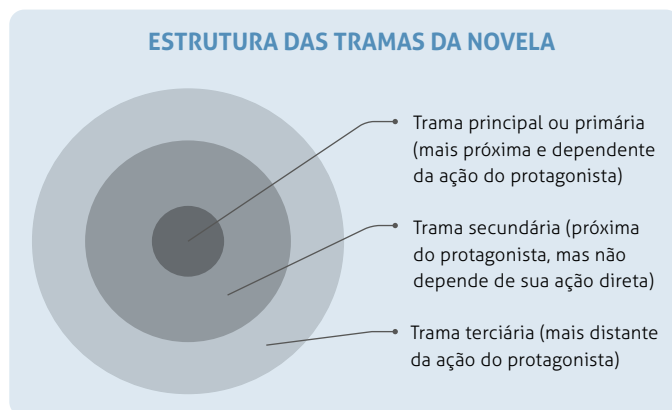 ESTRUTURA DAS TRAMAS DA NOVELA
Trama principal ou primária
(mais próxima e dependente
da ação do protagonista)
Trama secundária (próxima
do protagonista, mas não
depende de sua ação direta)
Trama terciária (mais distante
da ação do protagonista)